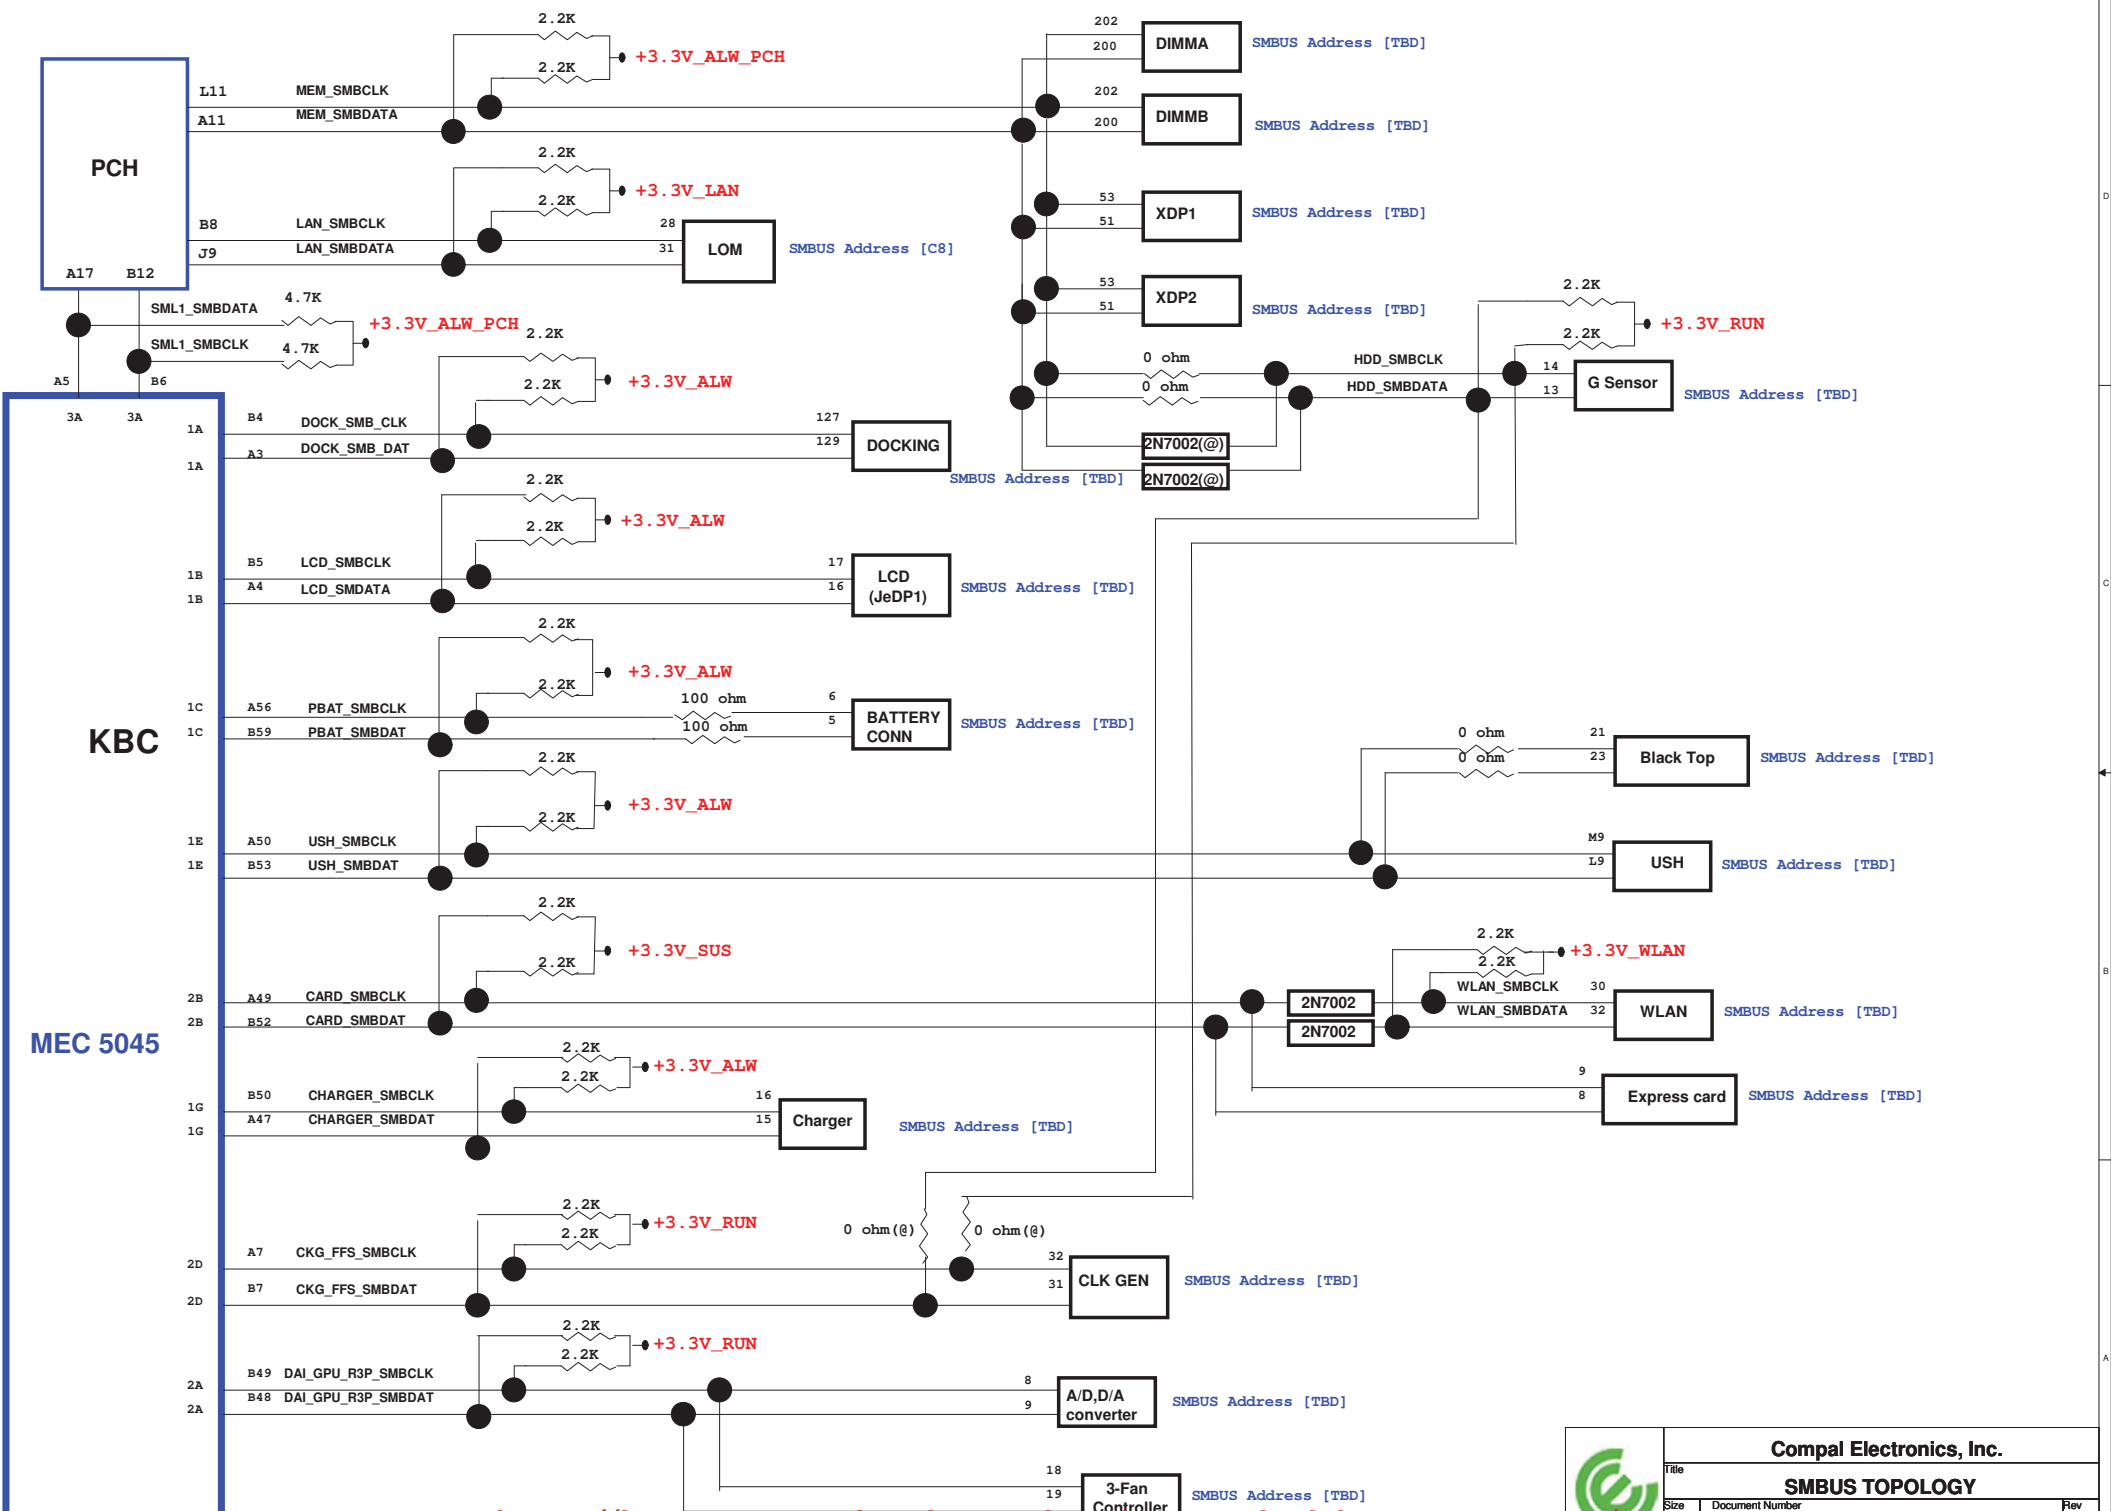 2.2K
2.2K
+3.3V_ALW_PCH
202
200
DIMMA
SMBUS Address [TBD]
PCH
L11
MEM_SMBCLK
A11
MEM_SMBDATA
202
200
DIMMB
SMBUS Address [TBD]
2.2K
2.2K
+3.3V_LAN
B8
LAN_SMBCLK
J9
LAN_SMBDATA
28
31
LOM
SMBUS Address [C8]
53
51
XDP1
SMBUS Address [TBD]
D
A17
B12
SML1_SMBDATA
4.7K
+3.3V_ALW_PCH
SML1_SMBCLK
4.7K
53
51
XDP2
SMBUS Address [TBD]
2.2K
2.2K
+3.3V_RUN
A5
B6
3A
3A
2.2K
2.2K
+3.3V_ALW
0 ohm
0 ohm
HDD_SMBCLK
HDD_SMBDATA
14
13
G Sensor
SMBUS Address [TBD]
1A
B4
DOCK_SMB_CLK
1A
A3
DOCK_SMB_DAT
127
129
DOCKING
SMBUS Address [TBD]
2N7002(@)
2N7002(@)
2.2K
2.2K
+3.3V_ALW
1B
B5
LCD_SMBCLK
1B
A4
LCD_SMDATA
17
16
LCD
(JeDP1)
SMBUS Address [TBD]
C
2.2K
2.2K
+3.3V_ALW
KBC
1C
A56
PBAT_SMBCLK
1C
B59
PBAT_SMBDAT
100 ohm
100 ohm
6
5
BATTERY
CONN
SMBUS Address [TBD]
0 ohm
0 ohm
21
23
Black Top
SMBUS Address [TBD]
2.2K
2.2K
+3.3V_ALW
1E
A50
USH_SMBCLK
1E
B53
USH_SMBDAT
M9
L9
USH
SMBUS Address [TBD]
2.2K
2.2K
+3.3V_SUS
2.2K
2.2K
+3.3V_WLAN
B
MEC 5045
2B
A49
CARD_SMBCLK
2B
B52
CARD_SMBDAT
2N7002
2N7002
WLAN_SMBCLK
WLAN_SMBDATA
30
32
WLAN
SMBUS Address [TBD]
2.2K
2.2K
+3.3V_ALW
1G
B50
CHARGER_SMBCLK
1G
A47
CHARGER_SMBDAT
16
15
Charger
SMBUS Address [TBD]
9
8
Express card
SMBUS Address [TBD]
2.2K
2.2K
+3.3V_RUN
0 ohm(@)
0 ohm(@)
2D
A7
CKG_FFS_SMBCLK
2D
B7
CKG_FFS_SMBDAT
32
31
CLK GEN
SMBUS Address [TBD]
2.2K
2.2K
+3.3V_RUN
2A
B49
DAI_GPU_R3P_SMBCLK
2A
B48
DAI_GPU_R3P_SMBDAT
8
9
A/D,D/A
converter
SMBUS Address [TBD]
A
18
19
3-Fan
Controller
SMBUS Address [TBD]
Compal Electronics, Inc.
Title
SMBUS TOPOLOGY
Size
Document Number
Rev